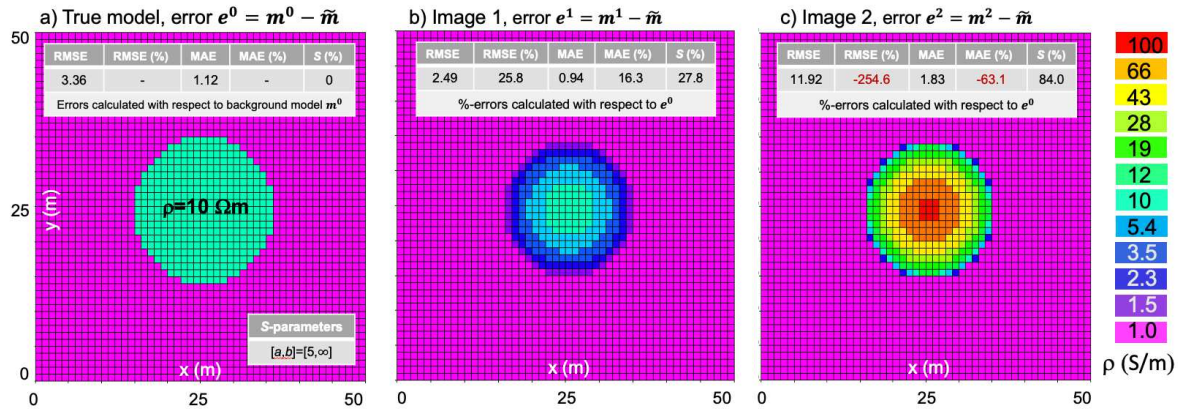 a) True model, error e⁰ = m⁰ − m̃
50
RMSE RMSE (%) MAE MAE (%) S (%)
3.36 - 1.12 - 0
Errors calculated with respect to background model m⁰
ρ=10 Ωm
y (m)
25
S-parameters
[a,b]=[5,∞]
x (m)
0
0 25 50
b) Image 1, error e¹ = m¹ − m̃
RMSE RMSE (%) MAE MAE (%) S (%)
2.49 25.8 0.94 16.3 27.8
%-errors calculated with respect to e⁰
x (m)
0 25 50
c) Image 2, error e² = m² − m̃
RMSE RMSE (%) MAE MAE (%) S (%)
11.92 -254.6 1.83 -63.1 84.0
%-errors calculated with respect to e⁰
x (m)
0 25 50
100
66
43
28
19
12
10
5.4
3.5
2.3
1.5
1.0
ρ (S/m)